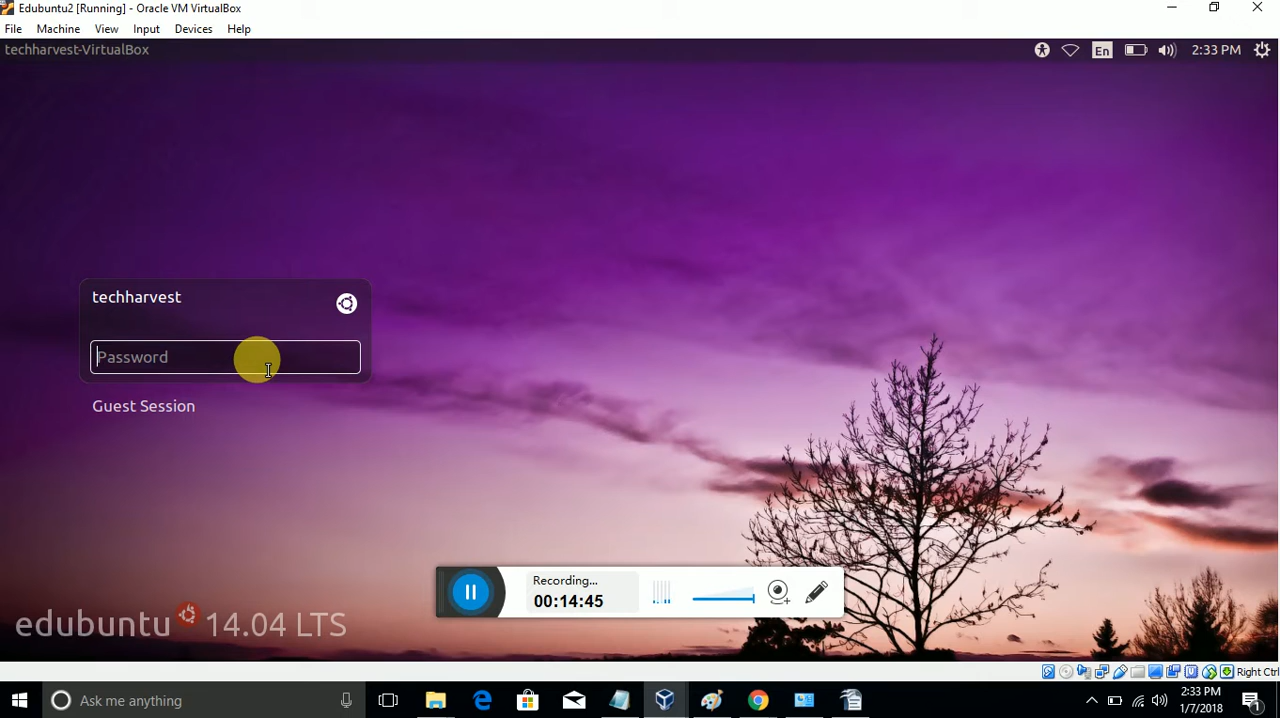 Edubuntu2 [Running] - Oracle VM VirtualBox
File Machine View Input Devices Help
techharvest-VirtualBox
En 2:33 PM
techharvest
Password
Guest Session
Recording...
00:14:45
edubuntu 14.04 LTS
Right Ctrl
Ask me anything
2:33 PM
1/7/2018
1